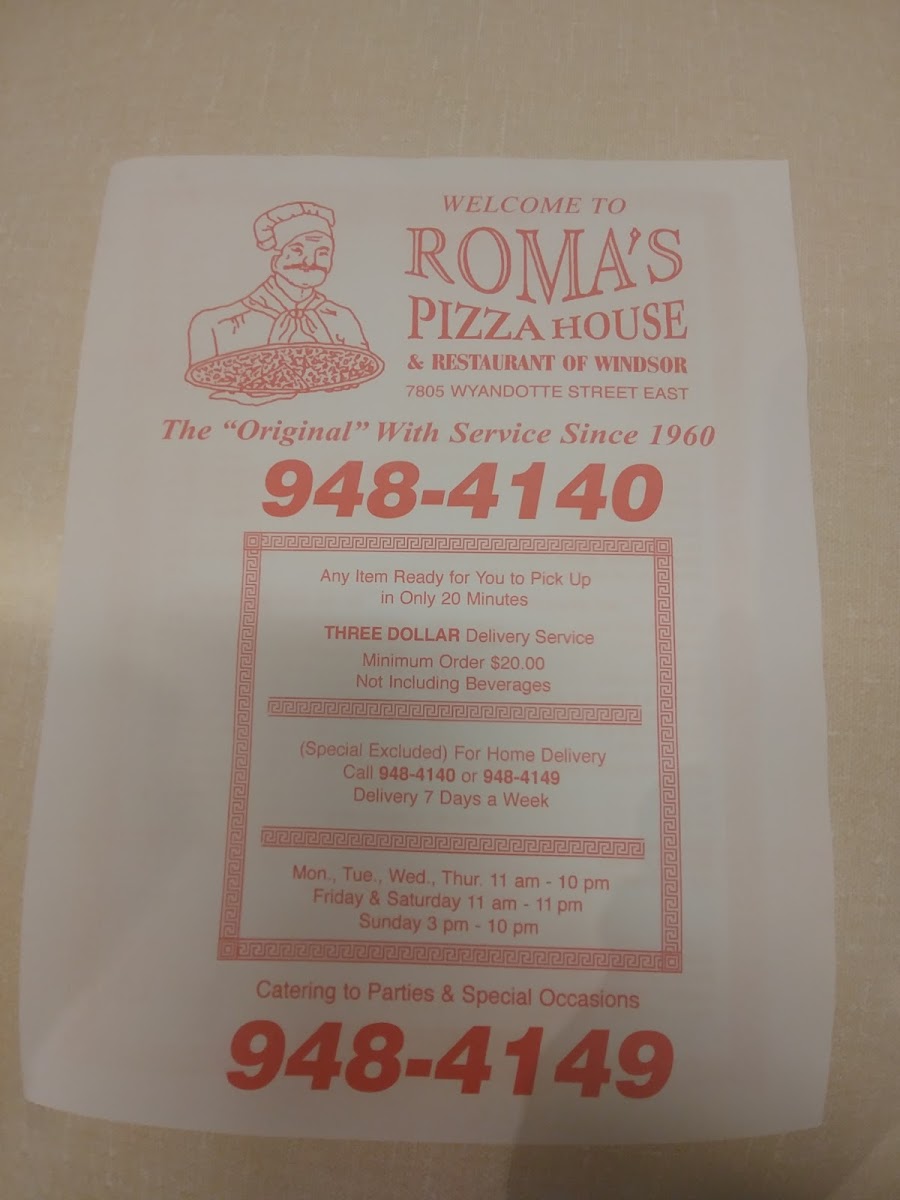 WELCOME TO
ROMA'S
PIZZA HOUSE
& RESTAURANT OF WINDSOR
7805 WYANDOTTE STREET EAST
The "Original" With Service Since 1960
948-4140
Any Item Ready for You to Pick Up
in Only 20 Minutes
THREE DOLLAR Delivery Service
Minimum Order $20.00
Not Including Beverages
(Special Excluded) For Home Delivery
Call 948-4140 or 948-4149
Delivery 7 Days a Week
Mon., Tue., Wed., Thur. 11 am - 10 pm
Friday & Saturday 11 am - 11 pm
Sunday 3 pm - 10 pm
Catering to Parties & Special Occasions
948-4149